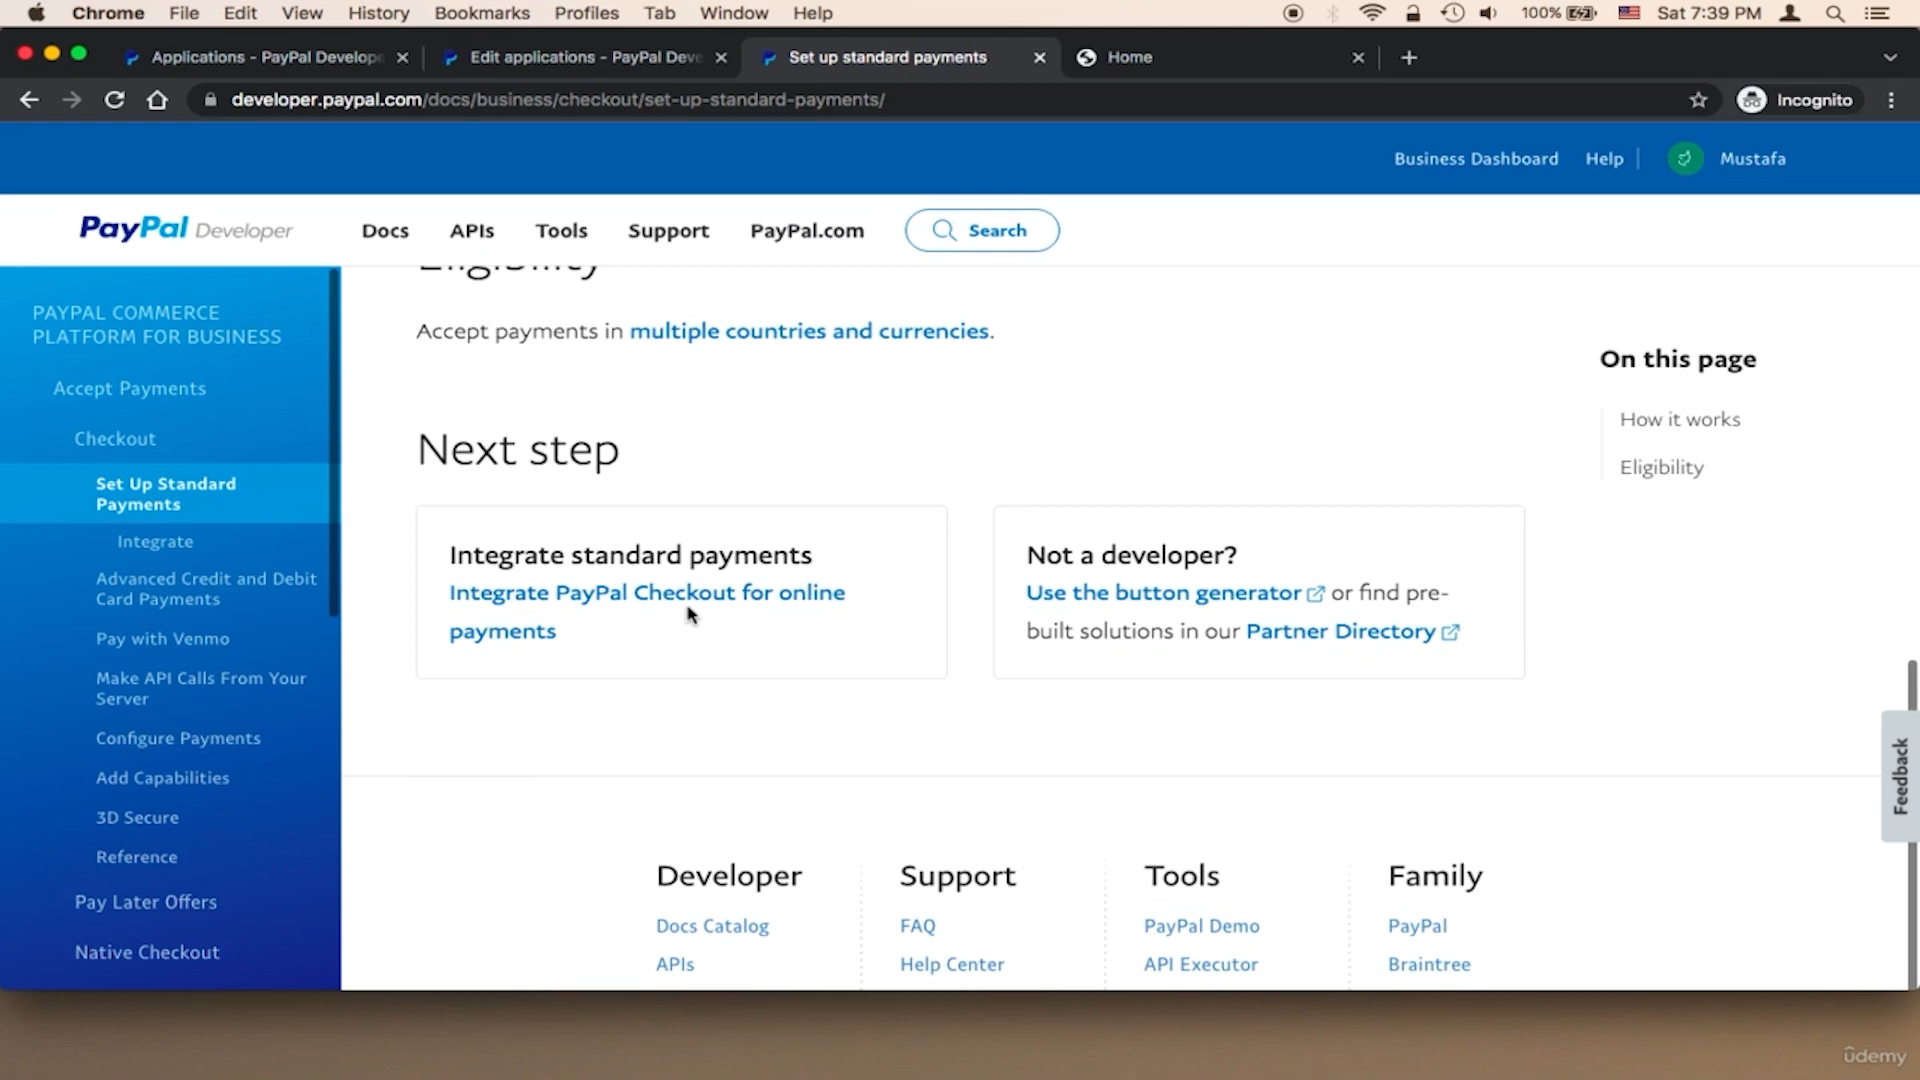 Chrome File Edit View History Bookmarks Profiles Tab Window Help 100% Sat 7:39 PM
Applications - PayPal Develope Edit applications - PayPal Deve Set up standard payments Home
developer.paypal.com/docs/business/checkout/set-up-standard-payments/ Incognito
Business Dashboard Help Mustafa
PayPal Developer Docs APIs Tools Support PayPal.com Search
PAYPAL COMMERCE
PLATFORM FOR BUSINESS
Accept Payments
Checkout
Set Up Standard
Payments
Integrate
Advanced Credit and Debit
Card Payments
Pay with Venmo
Make API Calls From Your
Server
Configure Payments
Add Capabilities
3D Secure
Reference
Pay Later Offers
Native Checkout
Eligibility
Accept payments in multiple countries and currencies.
Next step
Integrate standard payments
Integrate PayPal Checkout for online
payments
Not a developer?
Use the button generator or find pre-
built solutions in our Partner Directory
On this page
How it works
Eligibility
Feedback
Developer
Docs Catalog
APIs
Support
FAQ
Help Center
Tools
PayPal Demo
API Executor
Family
PayPal
Braintree
ûdemy